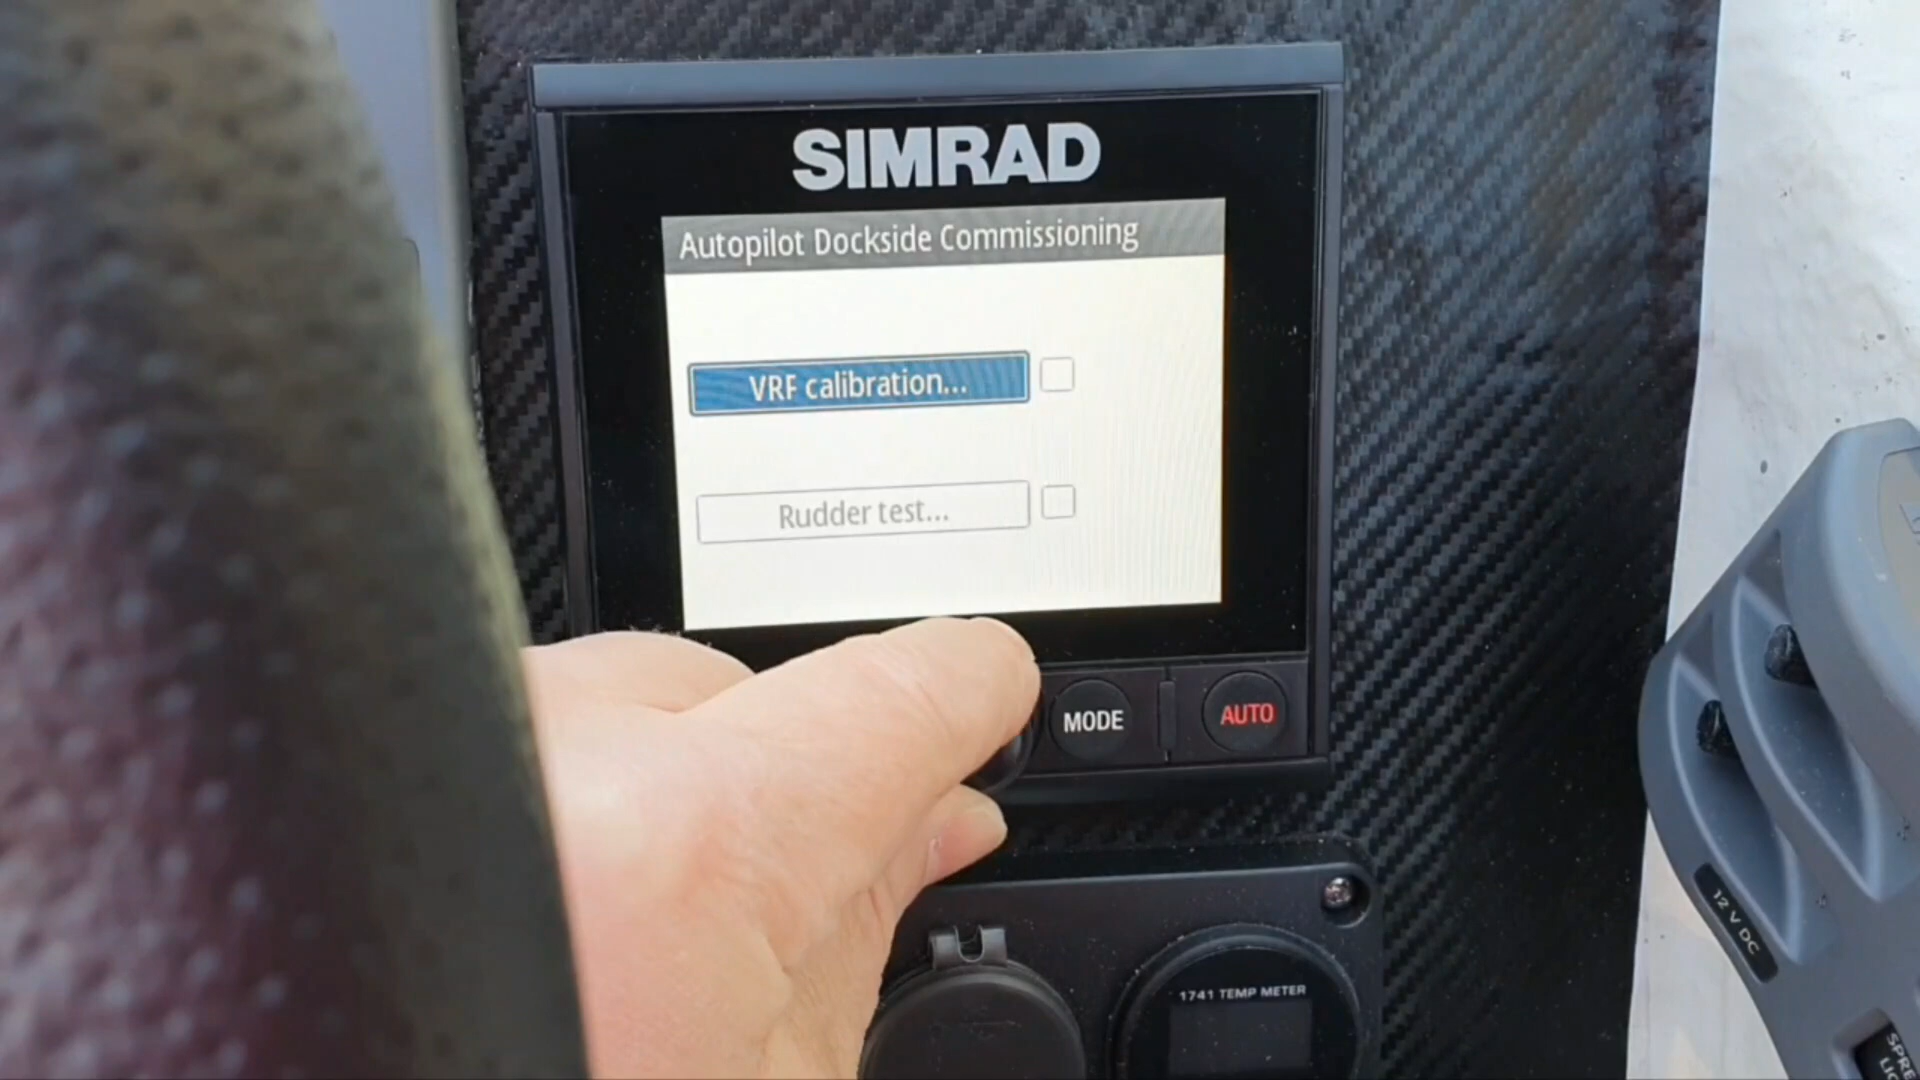 SIMRAD
Autopilot Dockside Commissioning
VRF calibration...
Rudder test...
MODE
AUTO
1741 TEMP METER
12 V DC